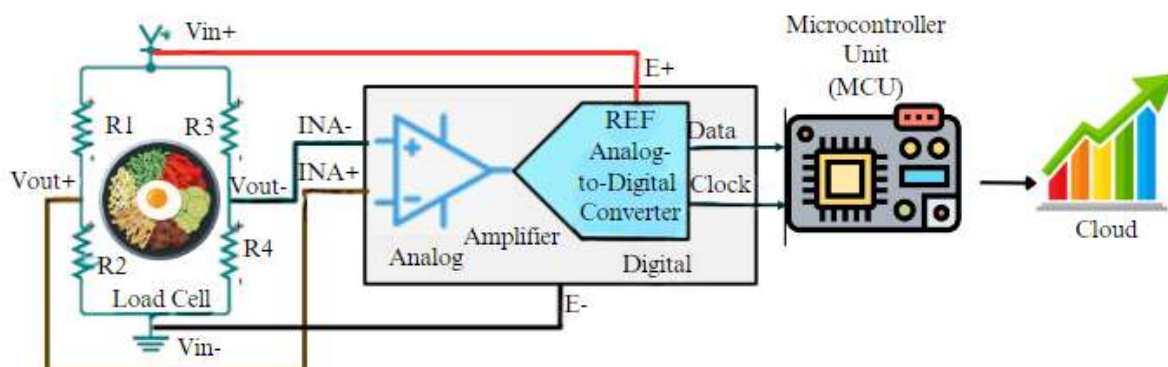 Vin+
Microcontroller
Unit
(MCU)
E+
R1
R3
INA-
REF
Data
Analog-
INA+
to-Digital
Vout+
Vout-
Clock
Converter
Amplifier
R2
R4
Analog
Digital
Cloud
Load Cell
E-
Vin-